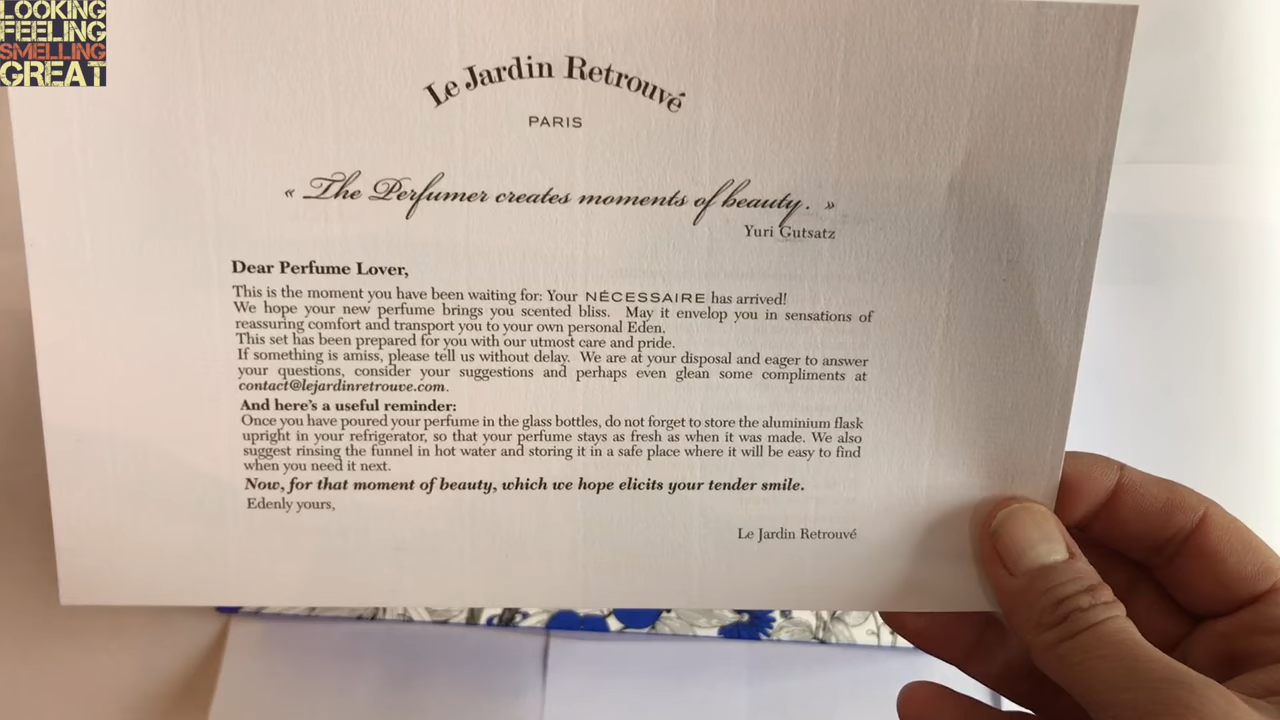 LOOKING
FEELING
SMELLING
GREAT
Le Jardin Retrouvé
PARIS
« The Perfumer creates moments of beauty. »
Yuri Gutsatz
Dear Perfume Lover,
This is the moment you have been waiting for: Your NÉCESSAIRE has arrived!
We hope your new perfume brings you scented bliss. May it envelop you in sensations of
reassuring comfort and transport you to your own personal Eden.
This set has been prepared for you with our utmost care and pride.
If something is amiss, please tell us without delay. We are at your disposal and eager to answer
your questions, consider your suggestions and perhaps even glean some compliments at
contact@lejardinretrouve.com.
And here's a useful reminder:
Once you have poured your perfume in the glass bottles, do not forget to store the aluminium flask
upright in your refrigerator, so that your perfume stays as fresh as when it was made. We also
suggest rinsing the funnel in hot water and storing it in a safe place where it will be easy to find
when you need it next.
Now, for that moment of beauty, which we hope elicits your tender smile.
Edenly yours,
Le Jardin Retrouvé